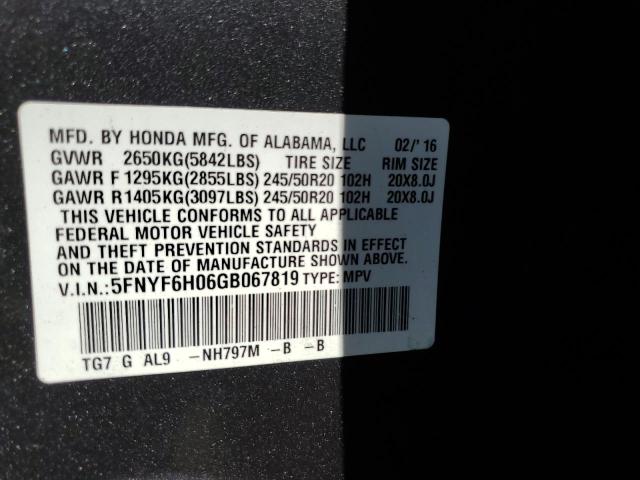 MFD. BY HONDA MFG. OF ALABAMA, LLC 02/' 16
GVWR 2650KG(5842LBS) TIRE SIZE RIM SIZE
GAWR F 1295KG(2855LBS) 245/50R20 102H 20X8.0J
GAWR R 1405KG(3097LBS) 245/50R20 102H 20X8.0J
THIS VEHICLE CONFORMS TO ALL APPLICABLE
FEDERAL MOTOR VEHICLE SAFETY
AND THEFT PREVENTION STANDARDS IN EFFECT
ON THE DATE OF MANUFACTURE SHOWN ABOVE.
V.I.N.:5FNYF6H06GB067819 TYPE: MPV
TG7 G AL9 -NH797M -B -B